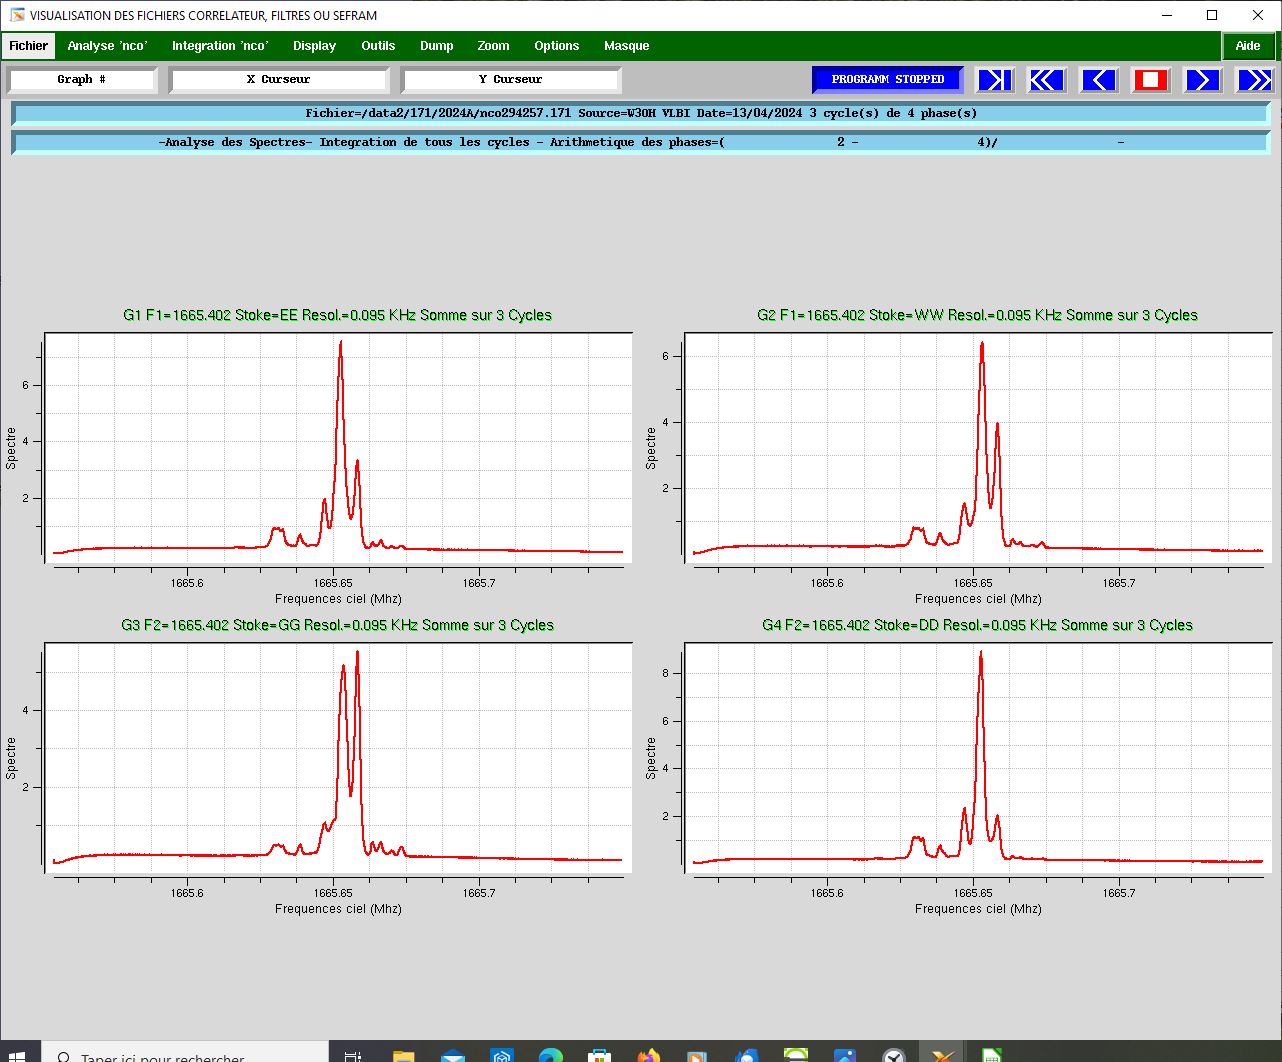 VISUALISATION DES FICHIERS CORRELATEUR, FILTRES OU SEFRAM
Fichier Analyse 'nco' Integration 'nco' Display Outils Dump Zoom Options Masque Aide
Graph # X Curseur Y Curseur PROGRAMM STOPPED
Fichier=/data2/171/2024A/nco294257.171 Source=W3OH VLBI Date=13/04/2024 3 cycle(s) de 4 phase(s)
-Analyse des Spectres- Integration de tous les cycles - Arithmetique des phases=( 2 - 4)/ -
G1 F1=1665.402 Stoke=EE Resol.=0.095 KHz Somme sur 3 Cycles
Spectre
6
4
2
1665.6 1665.65 1665.7
Frequences ciel (Mhz)
G2 F1=1665.402 Stoke=WW Resol.=0.095 KHz Somme sur 3 Cycles
Spectre
6
4
2
1665.6 1665.65 1665.7
Frequences ciel (Mhz)
G3 F2=1665.402 Stoke=GG Resol.=0.095 KHz Somme sur 3 Cycles
Spectre
4
2
1665.6 1665.65 1665.7
Frequences ciel (Mhz)
G4 F2=1665.402 Stoke=DD Resol.=0.095 KHz Somme sur 3 Cycles
Spectre
8
6
4
2
1665.6 1665.65 1665.7
Frequences ciel (Mhz)
Taper ici pour rechercher